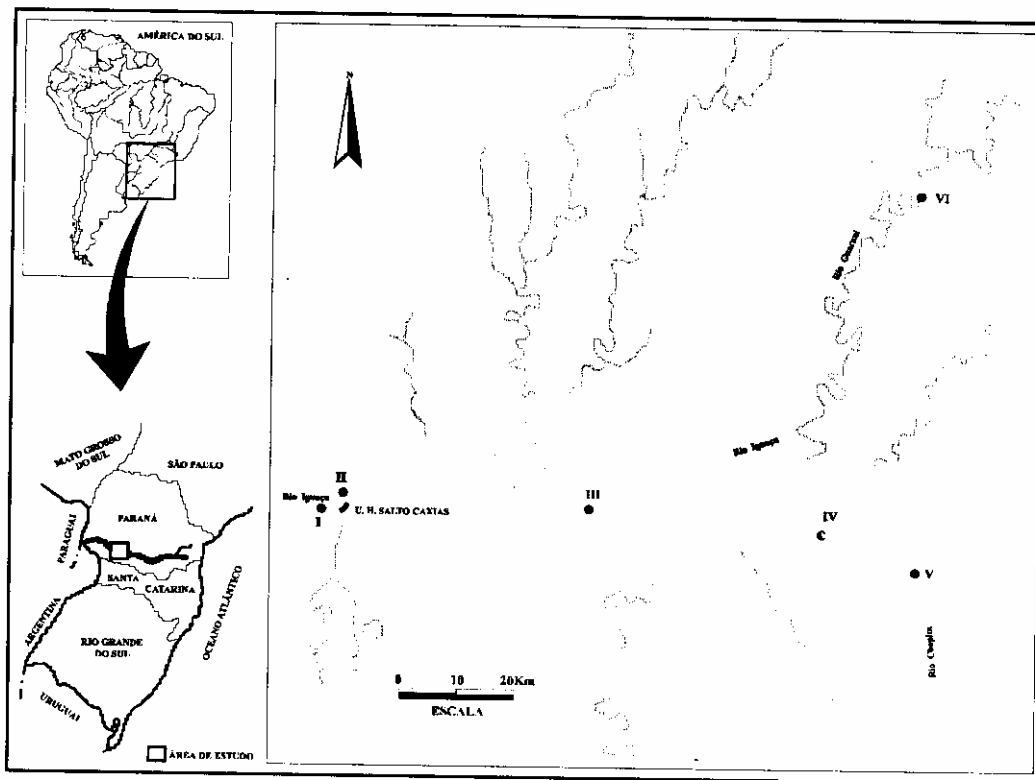 AMÉRICA DO SUL
N
VI
Rio Guarani
Rio Iguaçu
II
Rio Iguaçu
I
U. H. SALTO CAXIAS
III
IV
V
Rio Chopim
0 10 20Km
ESCALA
MATO GROSSO
DO SUL
SÃO PAULO
PARANÁ
PARAGUAI
SANTA
CATARINA
ARGENTINA
OCEANO ATLÂNTICO
RIO GRANDE
DO SUL
URUGUAI
ÁREA DE ESTUDO